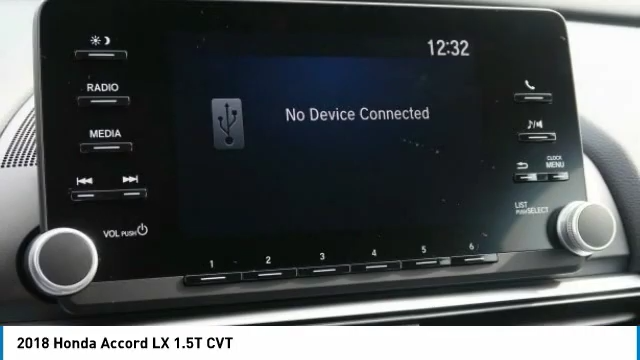 12:32
RADIO
No Device Connected
MEDIA
♪/
CLOCK
MENU
VOL PUSH
LIST
PUSH SELECT
1 2 3 4 5 6
2018 Honda Accord LX 1.5T CVT